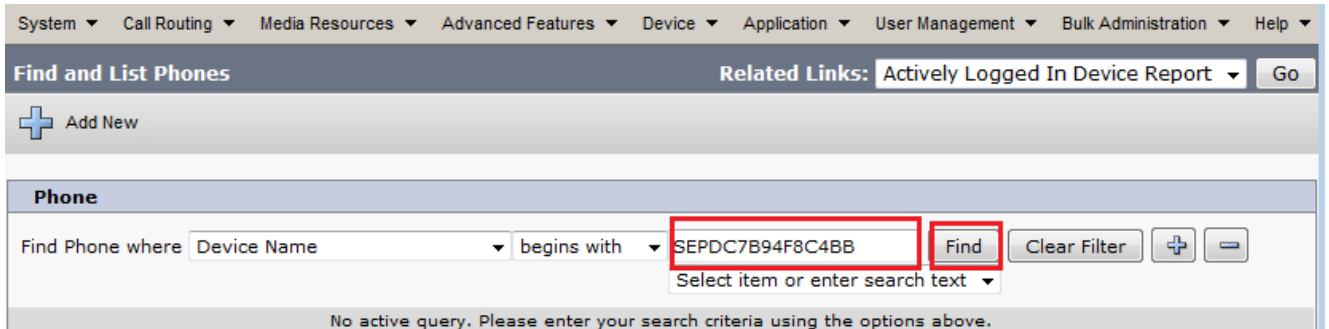 System Call Routing Media Resources Advanced Features Device Application User Management Bulk Administration Help
Find and List Phones Related Links: Actively Logged In Device Report Go
Add New
Phone
Find Phone where Device Name begins with SEPDC7B94F8C4BB Find Clear Filter
Select item or enter search text
No active query. Please enter your search criteria using the options above.